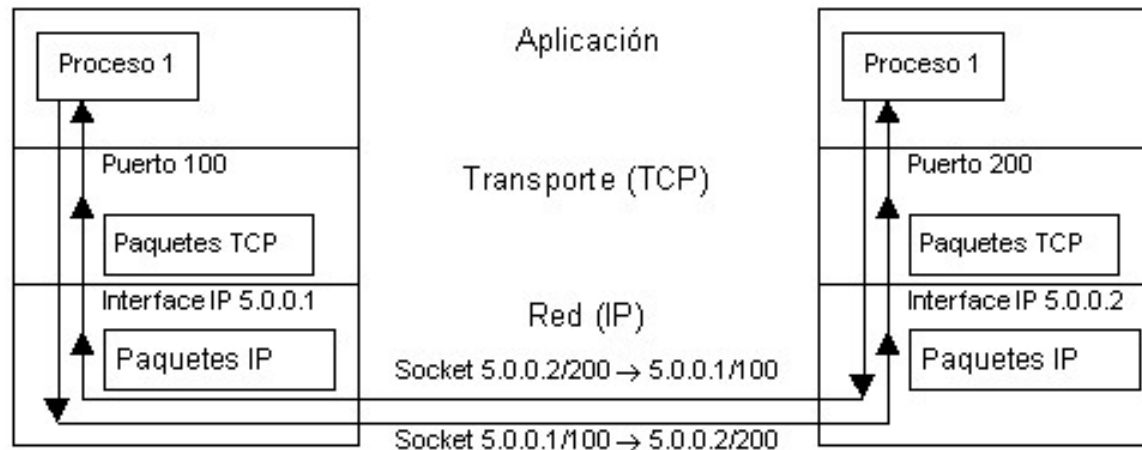 Aplicación
Proceso 1
Proceso 1
Puerto 100
Transporte (TCP)
Puerto 200
Paquetes TCP
Paquetes TCP
Interface IP 5.0.0.1
Red (IP)
Interface IP 5.0.0.2
Paquetes IP
Paquetes IP
Socket 5.0.0.2/200 → 5.0.0.1/100
Socket 5.0.0.1/100 → 5.0.0.2/200